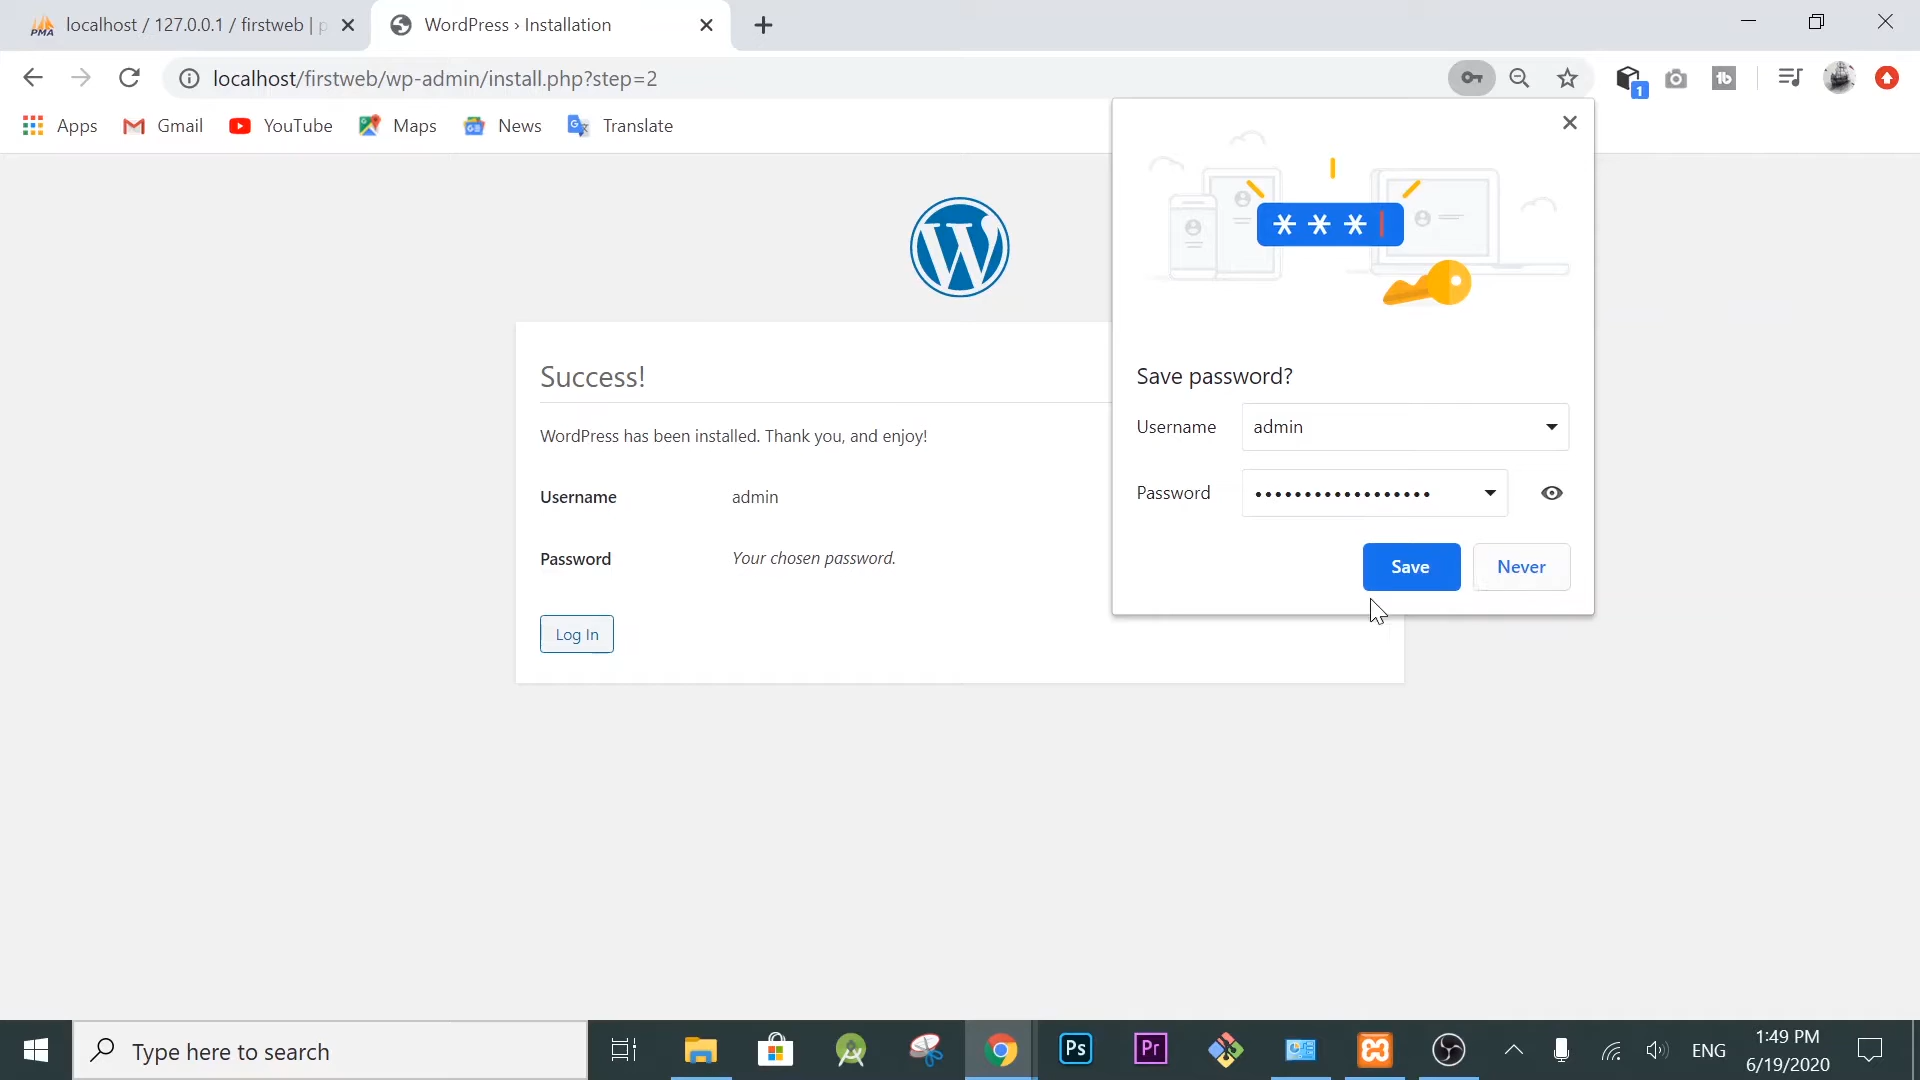 localhost / 127.0.0.1 / firstweb | p
WordPress › Installation
localhost/firstweb/wp-admin/install.php?step=2
1
Apps
Gmail
YouTube
Maps
News
Translate
* * *
Save password?
Username
admin
Password
Save
Never
Success!
WordPress has been installed. Thank you, and enjoy!
Username admin
Password Your chosen password.
Log In
Type here to search
Ps
Pr
ENG
1:49 PM
6/19/2020